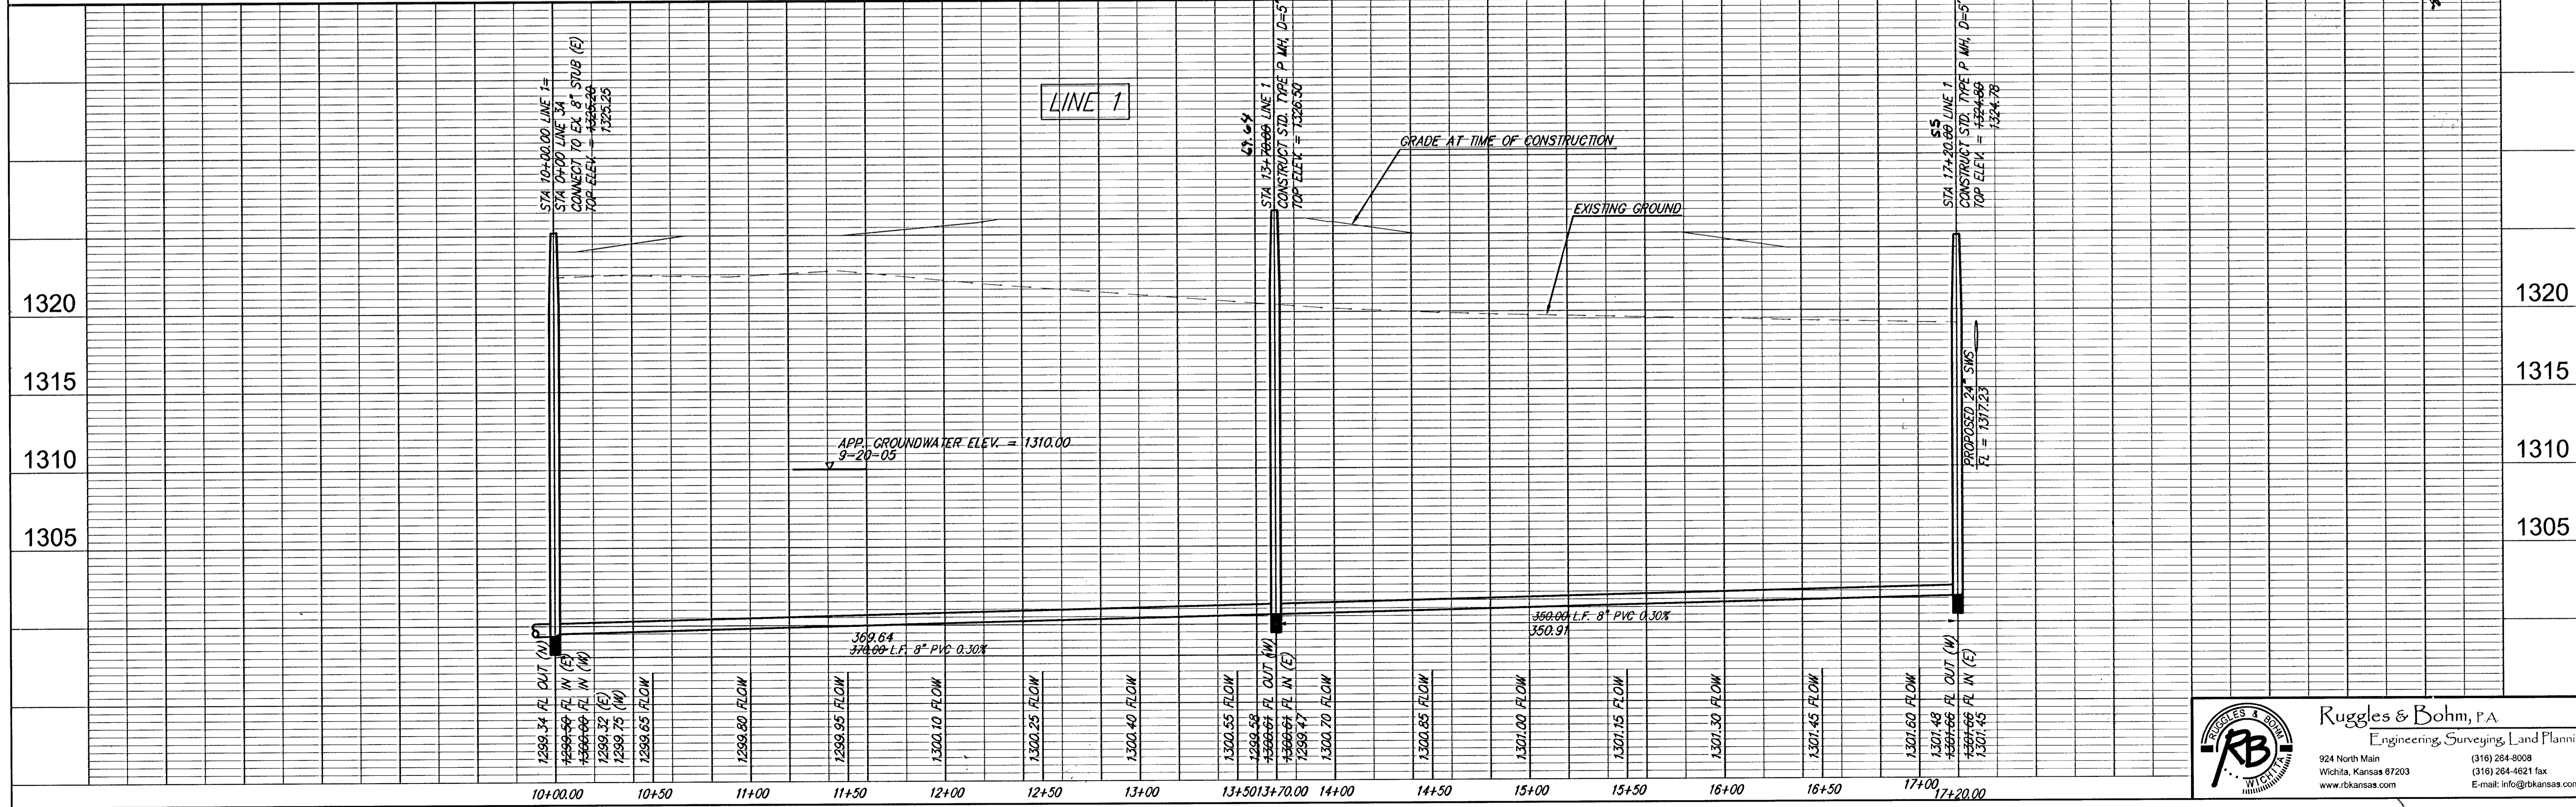 STA 10+00.00 LINE 1=
STA 0+00 LINE 3A
CONNECT TO EX. 8" STUB (E)
TOP ELEV. = 1325.20
1325.25
LINE 1
69.64
STA 13+70.00 LINE 1
CONSTRUCT STD. TYPE P MH, D=5'
TOP ELEV. = 1326.50
GRADE AT TIME OF CONSTRUCTION
EXISTING GROUND
55
STA 17+20.00 LINE 1
CONSTRUCT STD. TYPE P MH, D=5'
TOP ELEV. = 1324.80
1324.78
1320
1320
1315
1315
PROPOSED 24" SWS
FL = 1317.23
APP. GROUNDWATER ELEV. = 1310.00
9-20-05
1310
1310
1305
1305
369.64
370.00 L.F. 8" PVC 0.30%
350.00 L.F. 8" PVC 0.30%
350.91
1299.34 FL OUT (N)
1299.50 FL IN (E)
1300.00 FL IN (W)
1299.32 (E)
1299.75 (W)
1299.65 FLOW
1299.80 FLOW
1299.95 FLOW
1300.10 FLOW
1300.25 FLOW
1300.40 FLOW
1300.55 FLOW
1299.58
1300.61 FL OUT (W)
1300.61 FL IN (E)
1299.47
1300.70 FLOW
1300.85 FLOW
1301.00 FLOW
1301.15 FLOW
1301.30 FLOW
1301.45 FLOW
1301.60 FLOW
1301.48
1301.66 FL OUT (W)
1301.66 FL IN (E)
1301.45
10+00.00 10+50 11+00 11+50 12+00 12+50 13+00 13+50 13+70.00 14+00 14+50 15+00 15+50 16+00 16+50 17+00 17+20.00
RUGGLES & BOHM
RB
WICHITA
Ruggles & Bohm, P.A.
Engineering, Surveying, Land Planni
924 North Main
Wichita, Kansas 67203
www.rbkansas.com
(316) 264-8008
(316) 264-4621 fax
E-mail: info@rbkansas.com